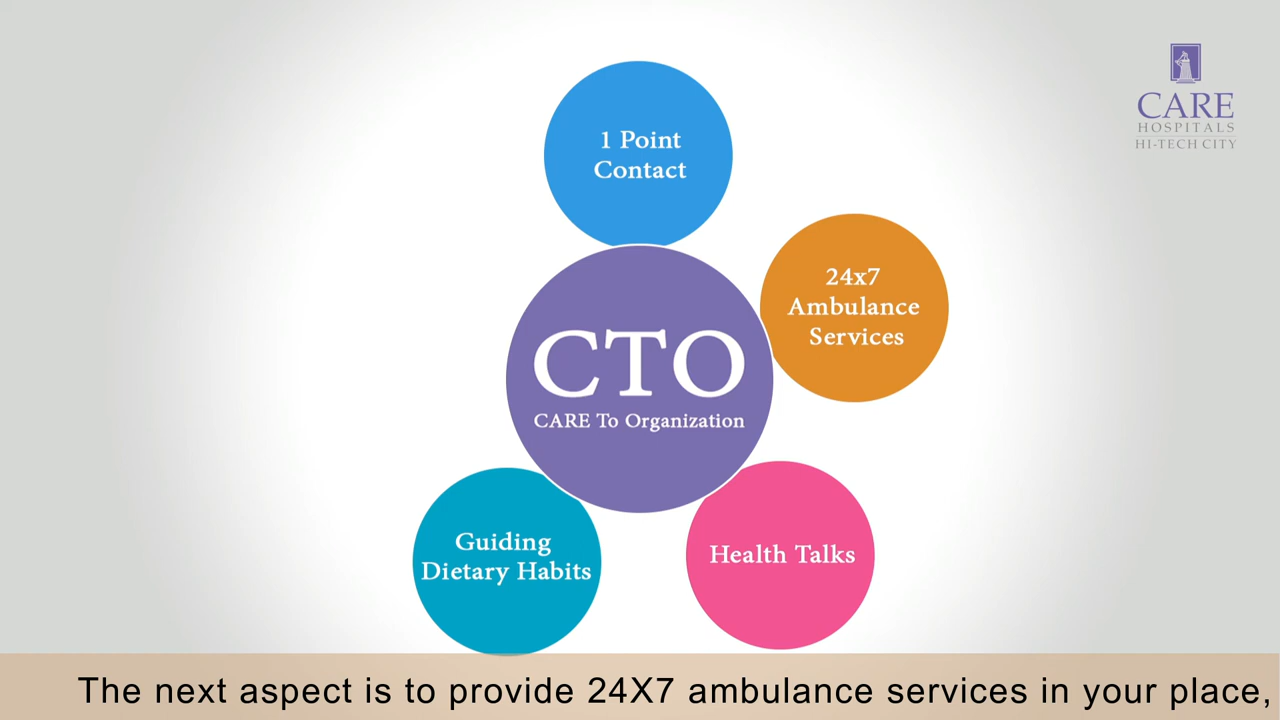 1 Point
Contact
CARE
HOSPITALS
HI-TECH CITY
24x7
Ambulance
Services
CTO
CARE To Organization
Guiding
Dietary Habits
Health Talks
The next aspect is to provide 24X7 ambulance services in your place,